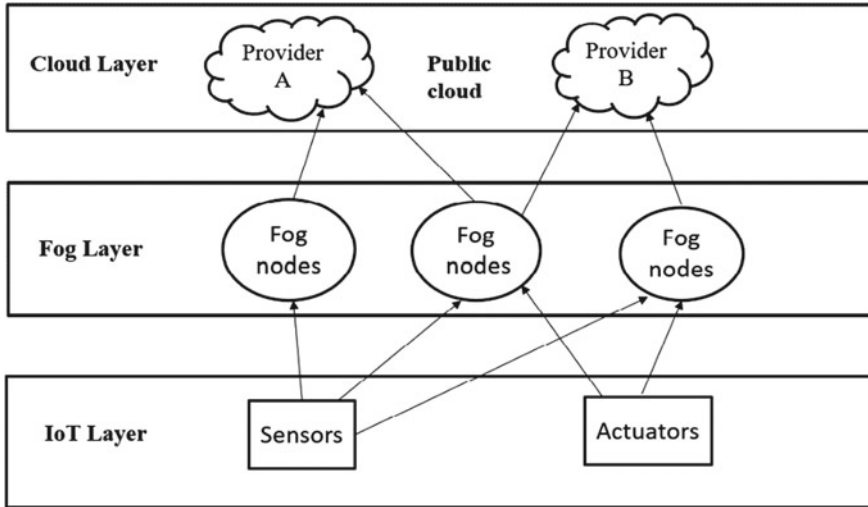 Cloud Layer
Provider
A
Public
cloud
Provider
B
Fog Layer
Fog
nodes
Fog
nodes
Fog
nodes
IoT Layer
Sensors
Actuators